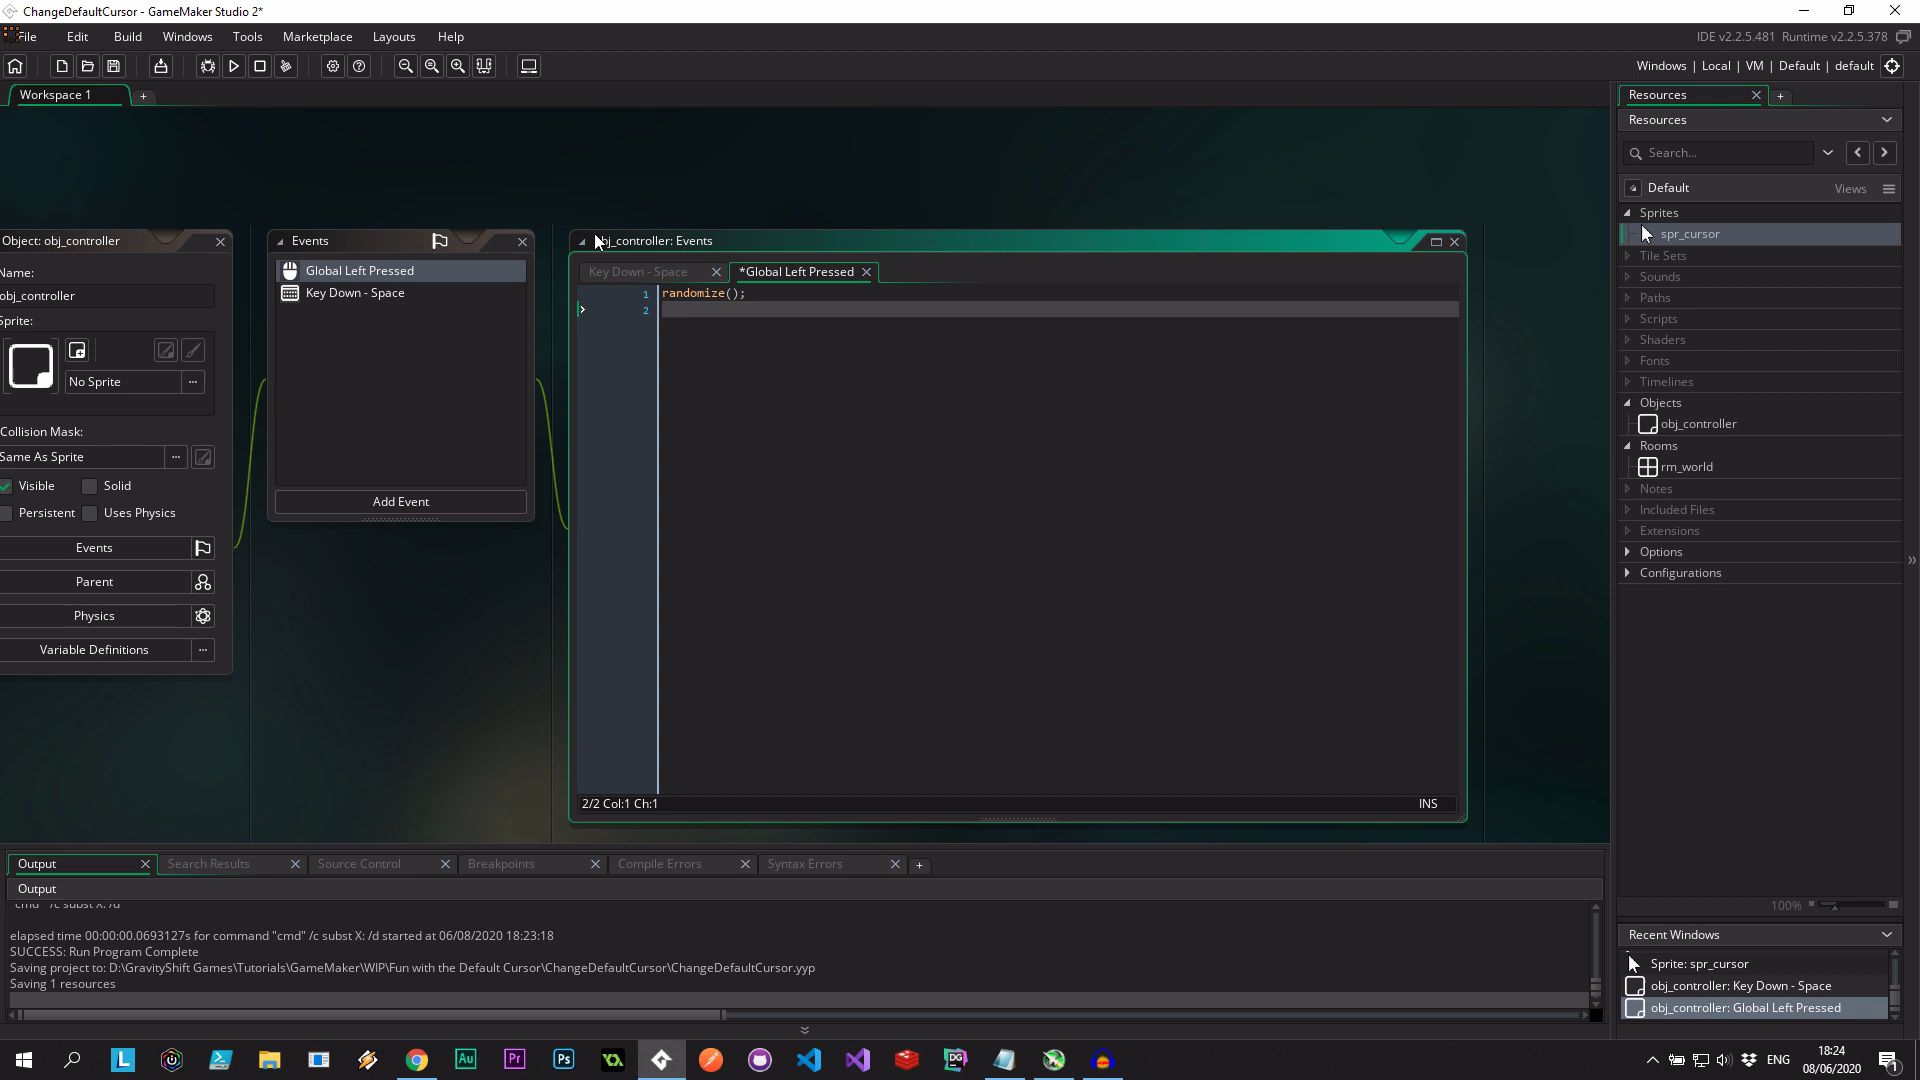 ChangeDefaultCursor - GameMaker Studio 2*
File Edit Build Windows Tools Marketplace Layouts Help
IDE v2.2.5.481 Runtime v2.2.5.378
Windows | Local | VM | Default | default
Workspace 1
Resources
Resources
Search...
Default
Views
Sprites
spr_cursor
Tile Sets
Sounds
Paths
Scripts
Shaders
Fonts
Timelines
Objects
obj_controller
Rooms
rm_world
Notes
Included Files
Extensions
Options
Configurations
100%
Recent Windows
Sprite: spr_cursor
obj_controller: Key Down - Space
obj_controller: Global Left Pressed
Object: obj_controller
Name:
obj_controller
Sprite:
No Sprite
Collision Mask:
Same As Sprite
Visible
Solid
Persistent
Uses Physics
Events
Parent
Physics
Variable Definitions
Events
Global Left Pressed
Key Down - Space
Add Event
obj_controller: Events
Key Down - Space
*Global Left Pressed
1 randomize();
2
2/2 Col:1 Ch:1
INS
Output
Search Results
Source Control
Breakpoints
Compile Errors
Syntax Errors
Output
"cmd" /c subst X: /d
elapsed time 00:00:00.0693127s for command "cmd" /c subst X: /d started at 06/08/2020 18:23:18
SUCCESS: Run Program Complete
Saving project to: D:\GravityShift Games\Tutorials\GameMaker\WIP\Fun with the Default Cursor\ChangeDefaultCursor\ChangeDefaultCursor.yyp
Saving 1 resources
L
Au
Pr
Ps
DG
ENG
18:24
08/06/2020
1